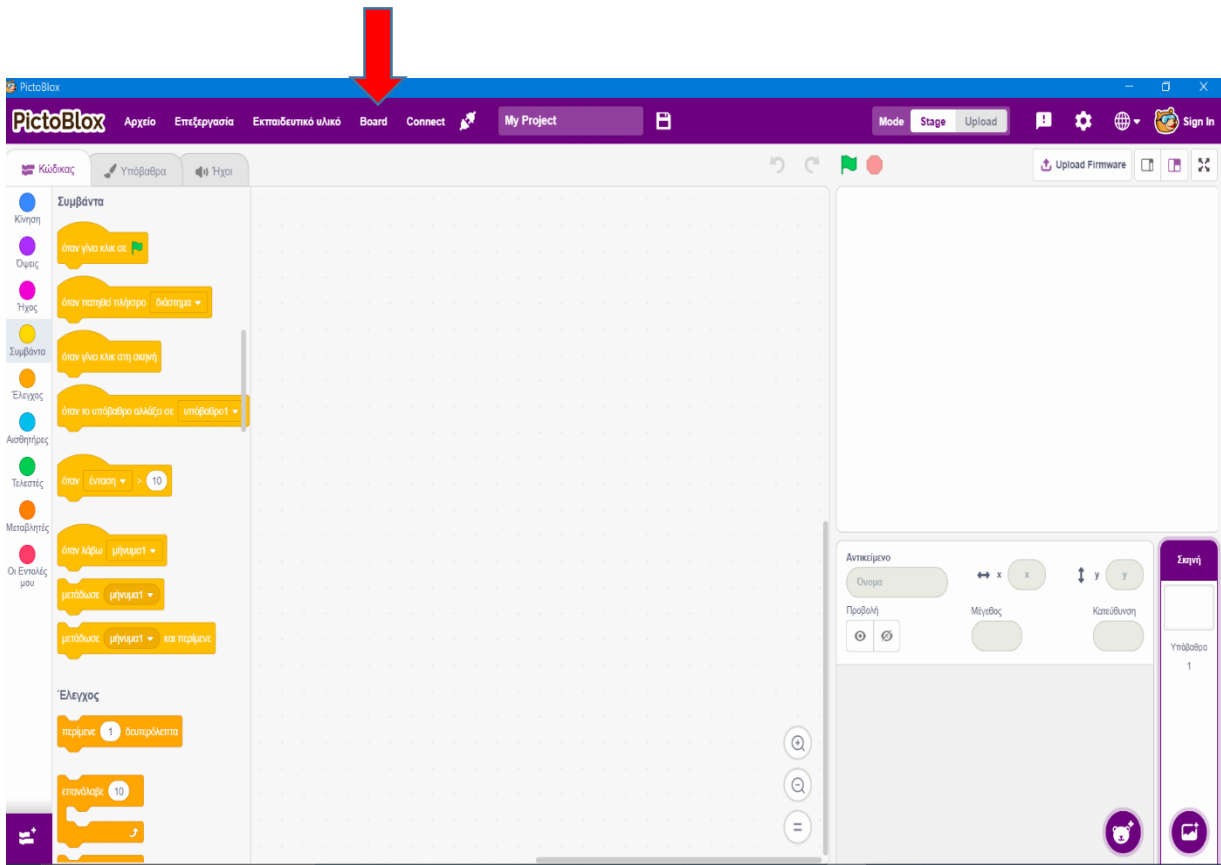 PictoBlox
PictoBlox Αρχείο Επεξεργασία Εκπαιδευτικό υλικό Board Connect My Project Mode Stage Upload Sign In
Κώδικας Υπόβαθρα Ήχοι Upload Firmware
Κίνηση
Όψεις
Ήχος
Συμβάντα
Έλεγχος
Αισθητήρες
Τελεστές
Μεταβλητές
Οι Εντολές
μου
Συμβάντα
όταν γίνει κλικ σε
όταν πατηθεί πλήκτρο διάστημα
όταν γίνει κλικ στη σκηνή
όταν το υπόβαθρο αλλάξει σε υπόβαθρο1
όταν ένταση > 10
όταν λάβω μήνυμα1
μετάδωσε μήνυμα1
μετάδωσε μήνυμα1 και περίμενε
Έλεγχος
περίμενε 1 δευτερόλεπτα
επανάλαβε 10
Αντικείμενο
Όνομα x x y y
Προβολή Μέγεθος Κατεύθυνση
Σκηνή
Υπόβαθρα
1